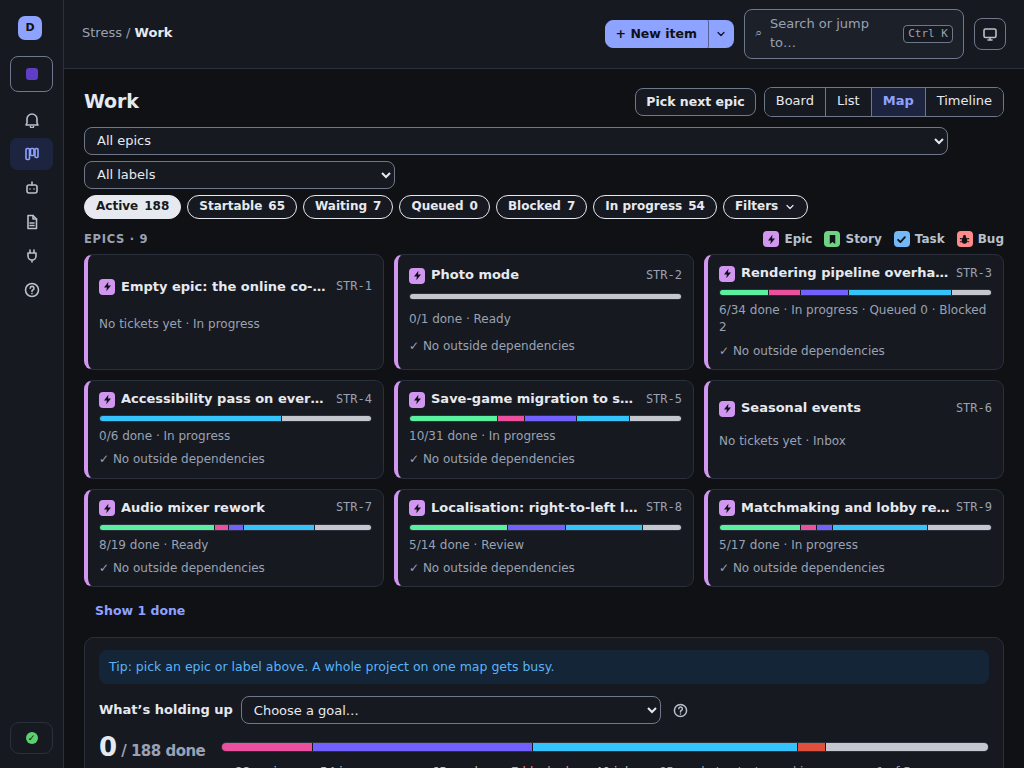 D
Stress / Work
+ New item
Search or jump to…
Ctrl K
Work
Pick next epic
Board
List
Map
Timeline
All epics
All labels
Active 188
Startable 65
Waiting 7
Queued 0
Blocked 7
In progress 54
Filters
EPICS · 9
Epic
Story
Task
Bug
Empty epic: the online co-… STR-1
No tickets yet · In progress
Photo mode STR-2
0/1 done · Ready
✓ No outside dependencies
Rendering pipeline overha… STR-3
6/34 done · In progress · Queued 0 · Blocked
2
✓ No outside dependencies
Accessibility pass on ever… STR-4
0/6 done · In progress
✓ No outside dependencies
Save-game migration to s… STR-5
10/31 done · In progress
✓ No outside dependencies
Seasonal events STR-6
No tickets yet · Inbox
Audio mixer rework STR-7
8/19 done · Ready
✓ No outside dependencies
Localisation: right-to-left l… STR-8
5/14 done · Review
✓ No outside dependencies
Matchmaking and lobby re… STR-9
5/17 done · In progress
✓ No outside dependencies
Show 1 done
Tip: pick an epic or label above. A whole project on one map gets busy.
What's holding up
Choose a goal…
0 / 188 done